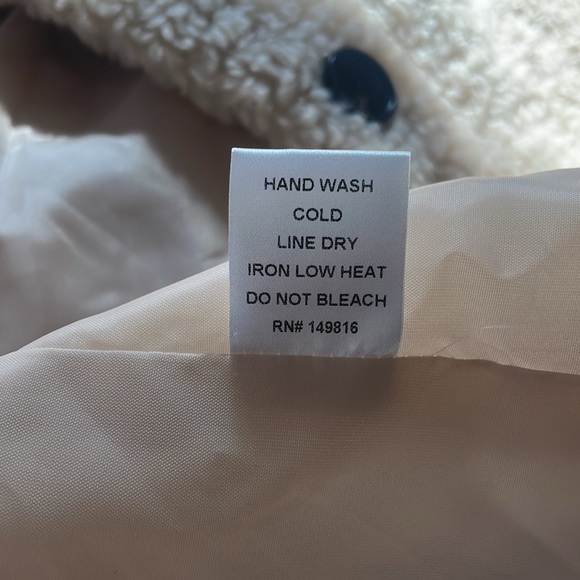 HAND WASH
COLD
LINE DRY
IRON LOW HEAT
DO NOT BLEACH
RN# 149816